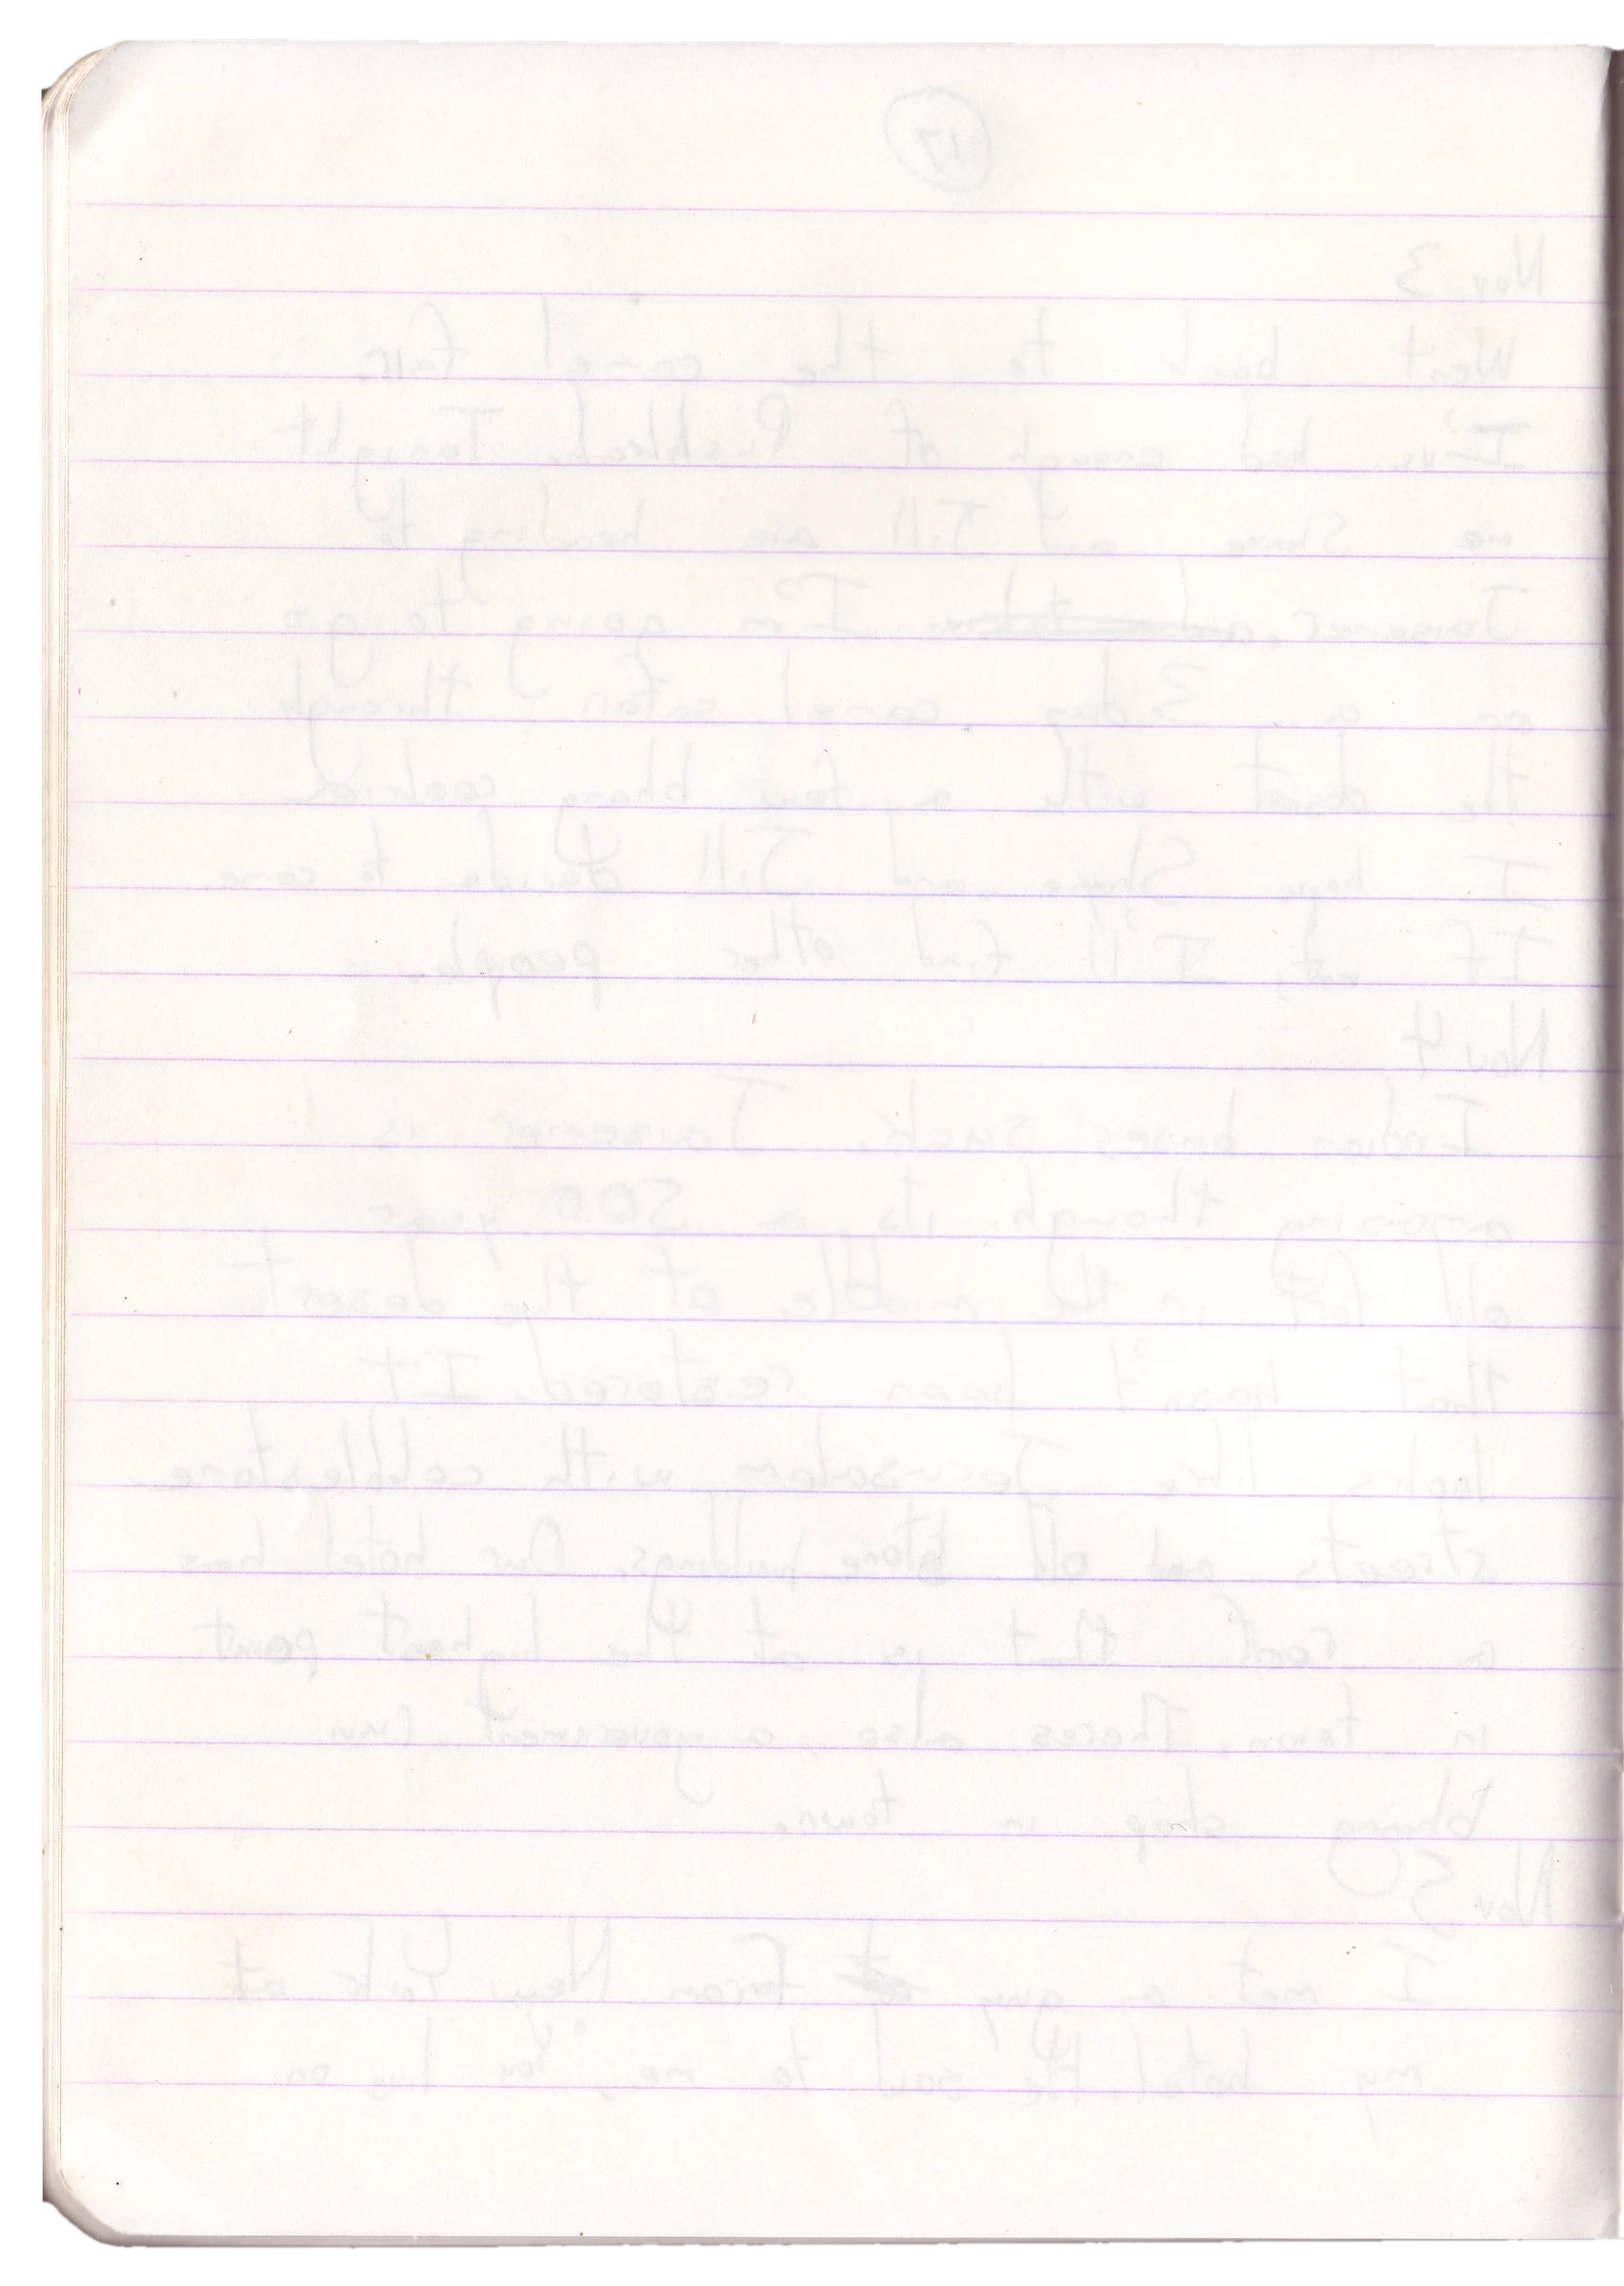 17
Nov 3
Went back to the camel fair.
I've had enough of Pushkar. Tonight
me Shane and Jill are heading to
Jaisamer. I'm going to go
on a 3 day camel safari through
the desert with a few bhang cookies.
I hope Shane and Jill decide to come.
If not, I'll find other people.
Nov 4
Indian buses suck. Jaisemer is
amazing though. its a 500 year
old fort in the middle of the desert
that hasn't been restored. It
looks like Jerusalem with cobblestone
streets and old stone buildings. Our hotel has
a roof that is at the highest point
in town. Theres also a government run
bhang shop in town.
Nov 5
I met a guy from New York at
my hotel. He said to me, "You live on